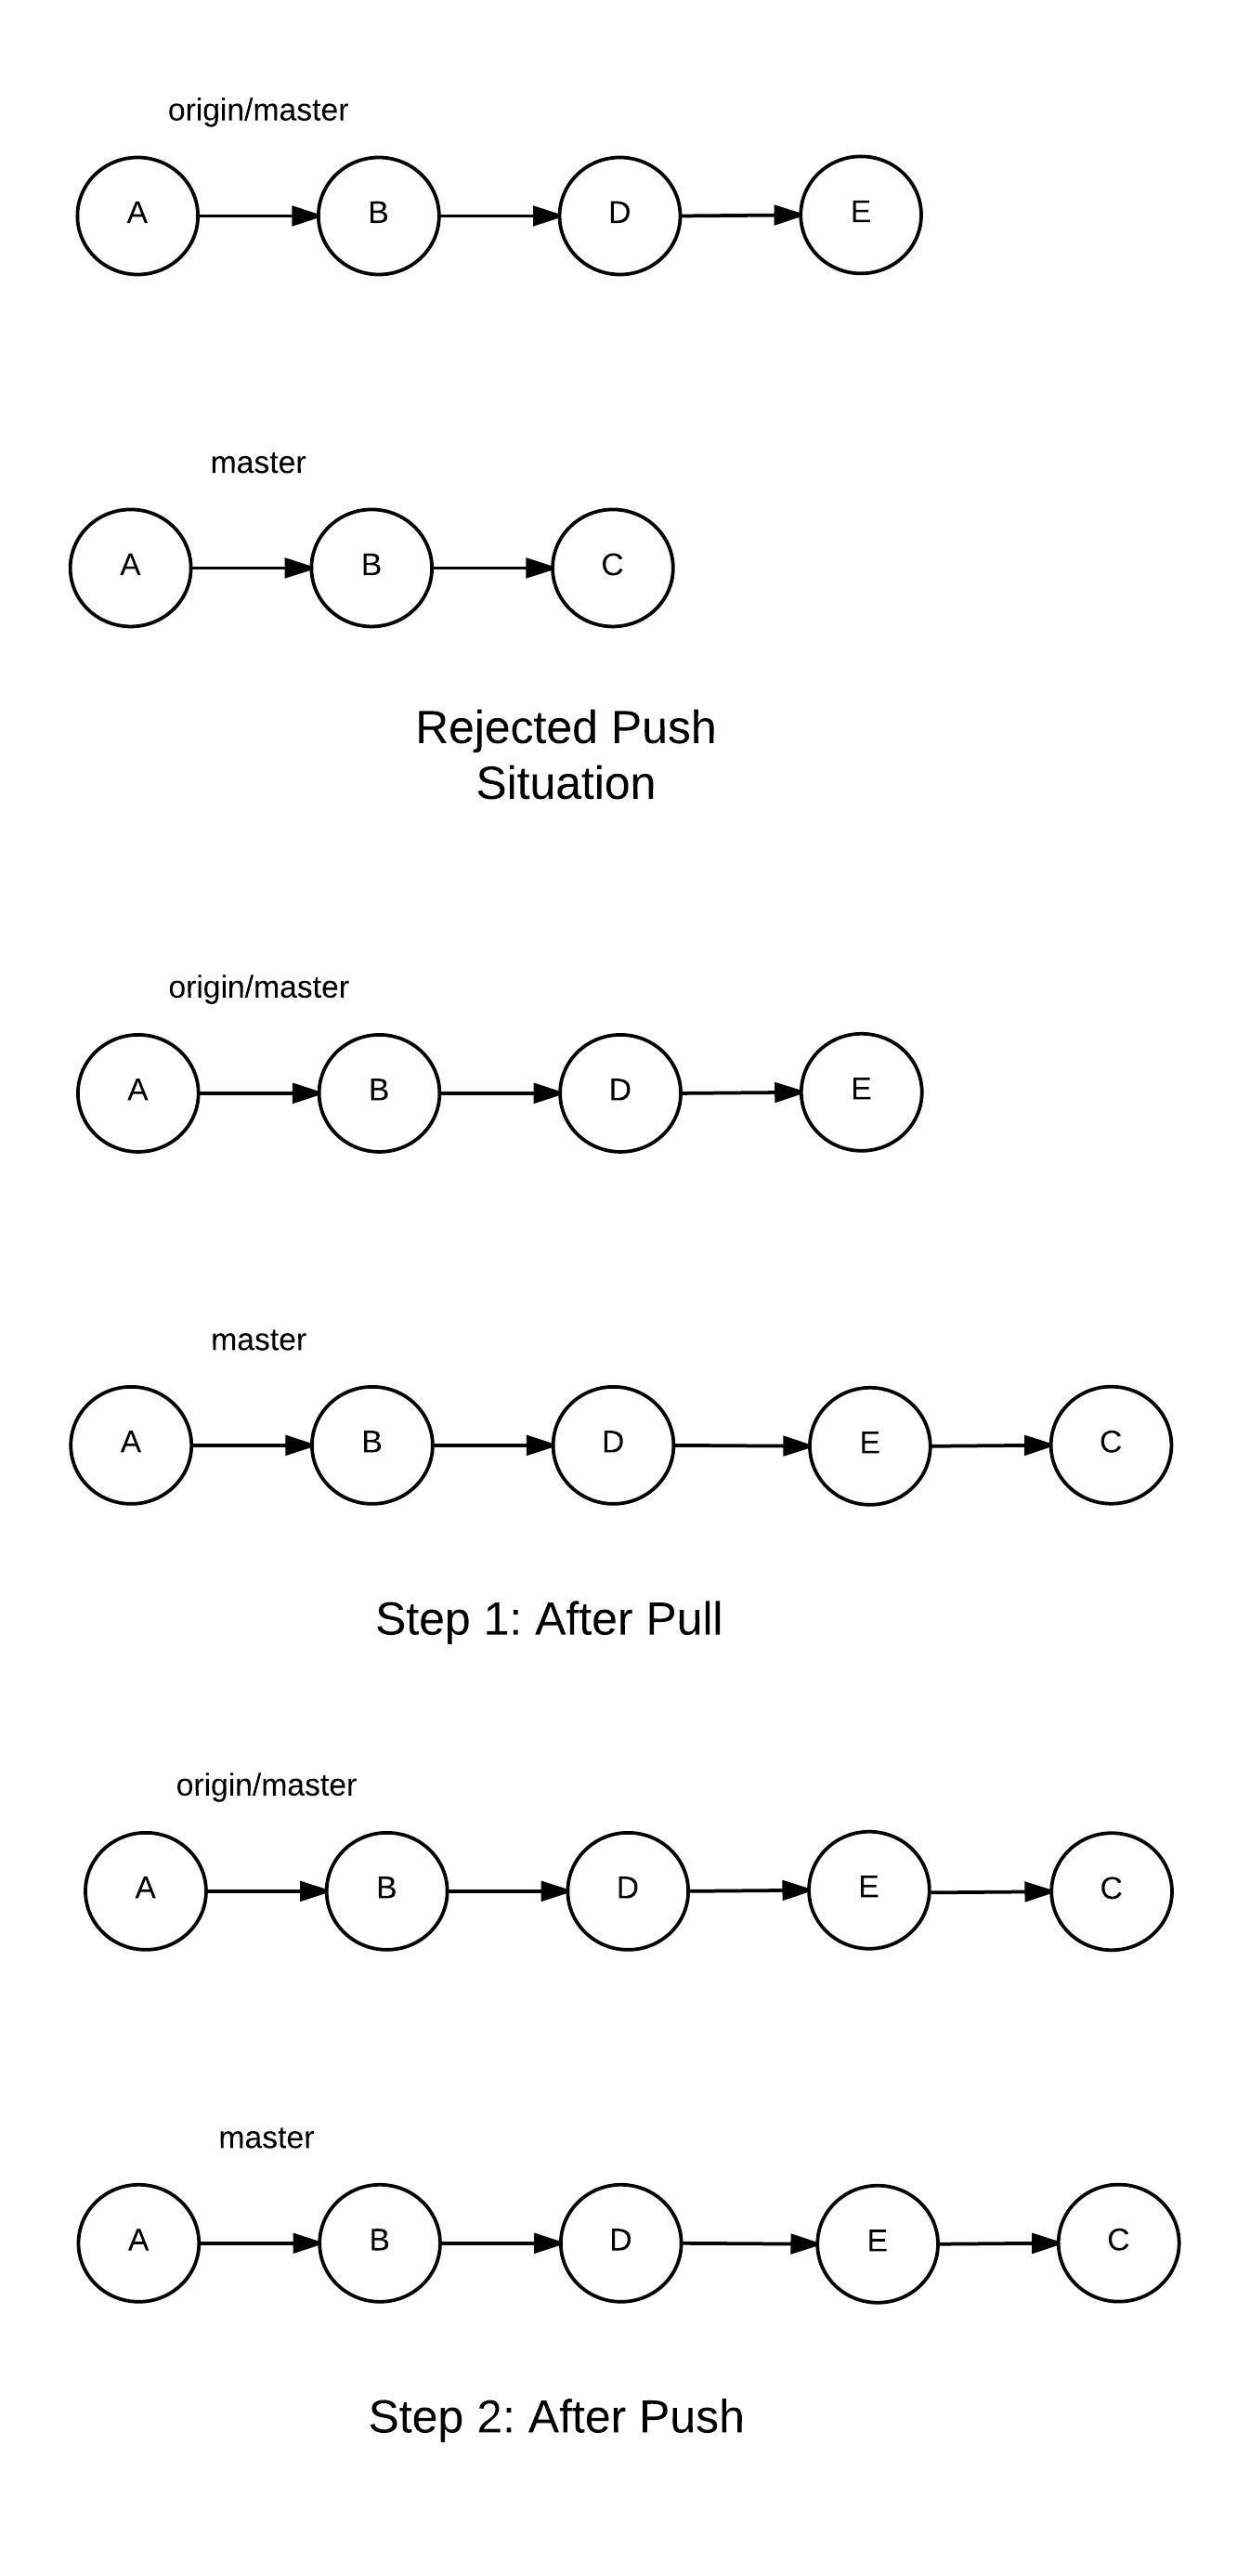 origin/master
A B D E
master
A B C
Rejected Push
Situation
origin/master
A B D E
master
A B D E C
Step 1: After Pull
origin/master
A B D E C
master
A B D E C
Step 2: After Push